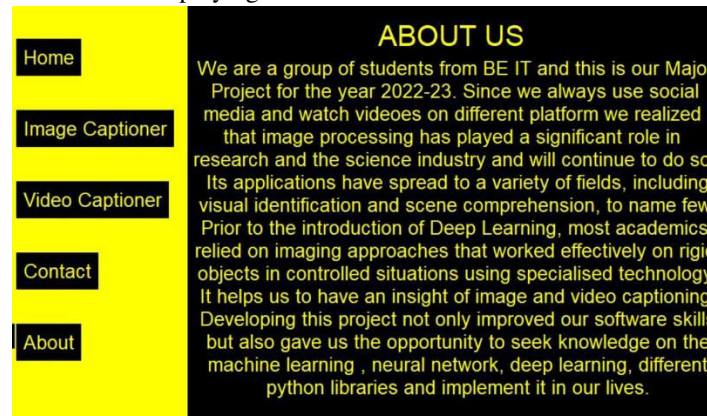 Home
Image Captioner
Video Captioner
Contact
About
ABOUT US
We are a group of students from BE IT and this is our Majo
Project for the year 2022-23. Since we always use social
media and watch videoes on different platform we realized
that image processing has played a significant role in
research and the science industry and will continue to do so
Its applications have spread to a variety of fields, including
visual identification and scene comprehension, to name few
Prior to the introduction of Deep Learning, most academics
relied on imaging approaches that worked effectively on rigi
objects in controlled situations using specialised technology
It helps us to have an insight of image and video captioning
Developing this project not only improved our software skill
but also gave us the opportunity to seek knowledge on the
machine learning , neural network, deep learning, different
python libraries and implement it in our lives.